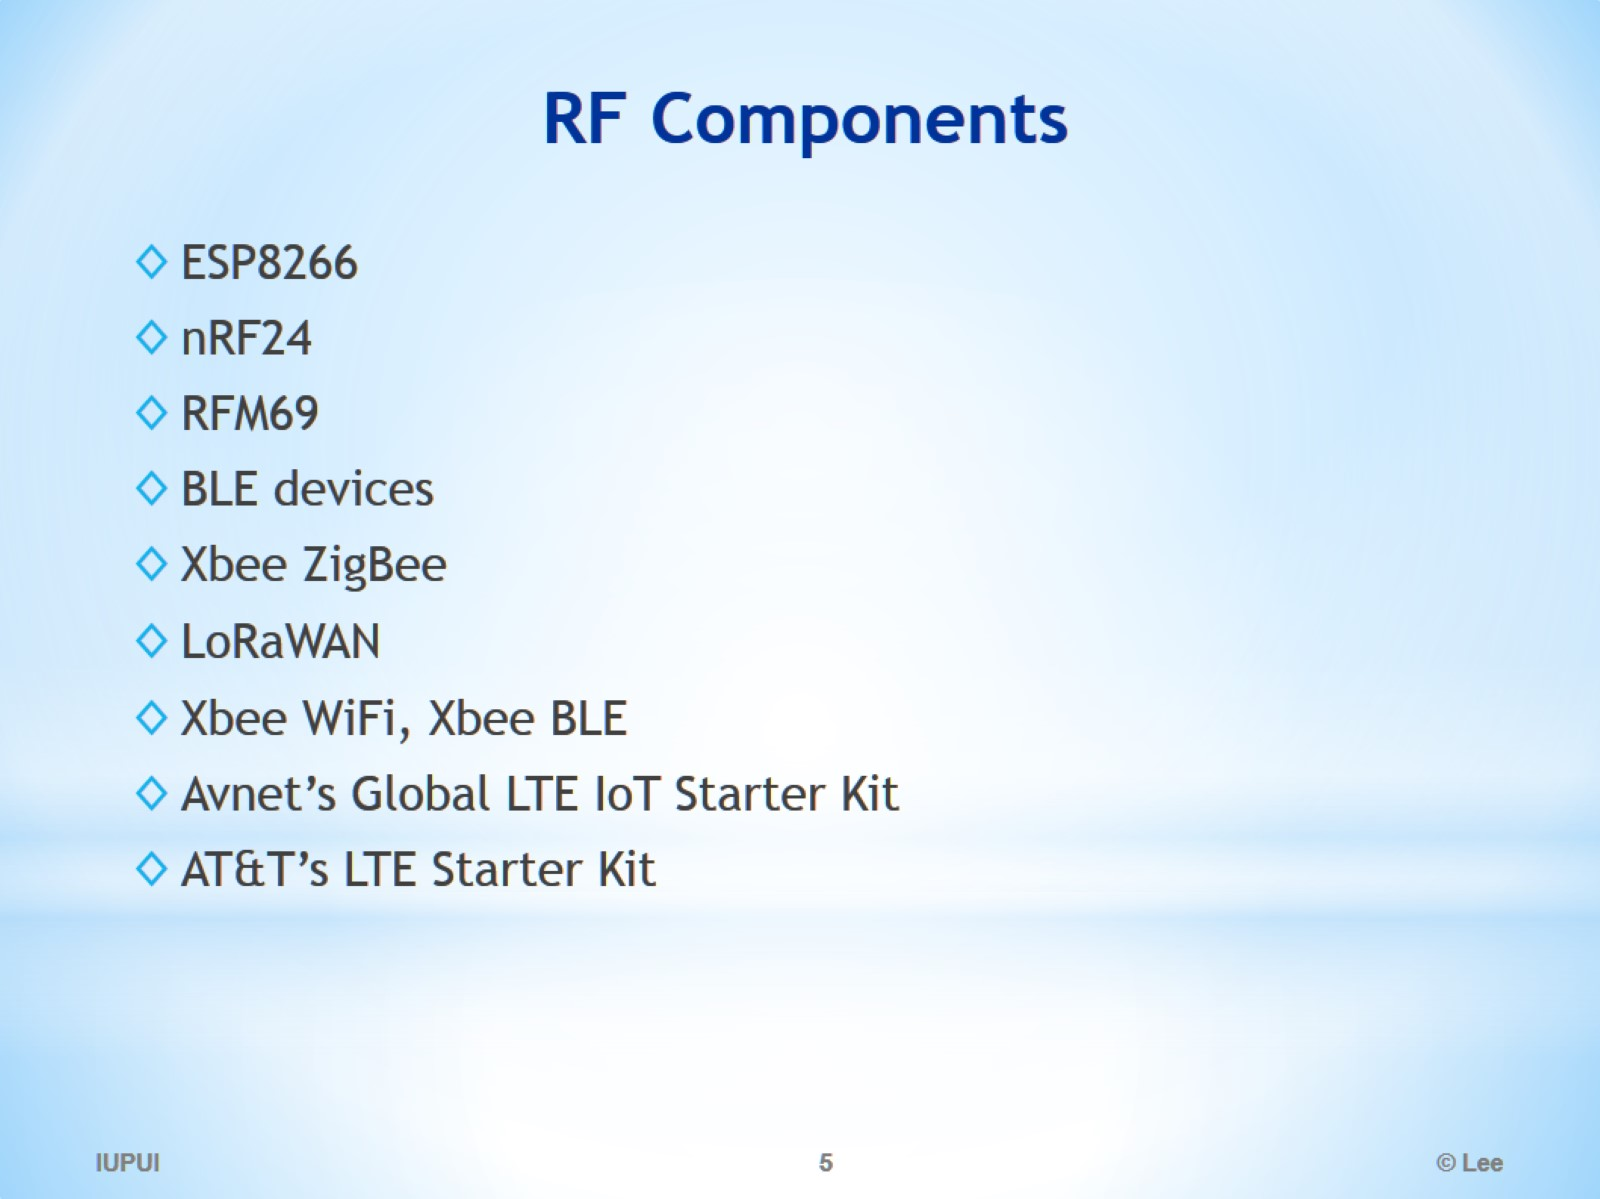 RF Components
◇ ESP8266
◇ nRF24
◇ RFM69
◇ BLE devices
◇ Xbee ZigBee
◇ LoRaWAN
◇ Xbee WiFi, Xbee BLE
◇ Avnet’s Global LTE IoT Starter Kit
◇ AT&T’s LTE Starter Kit
IUPUI 5 © Lee